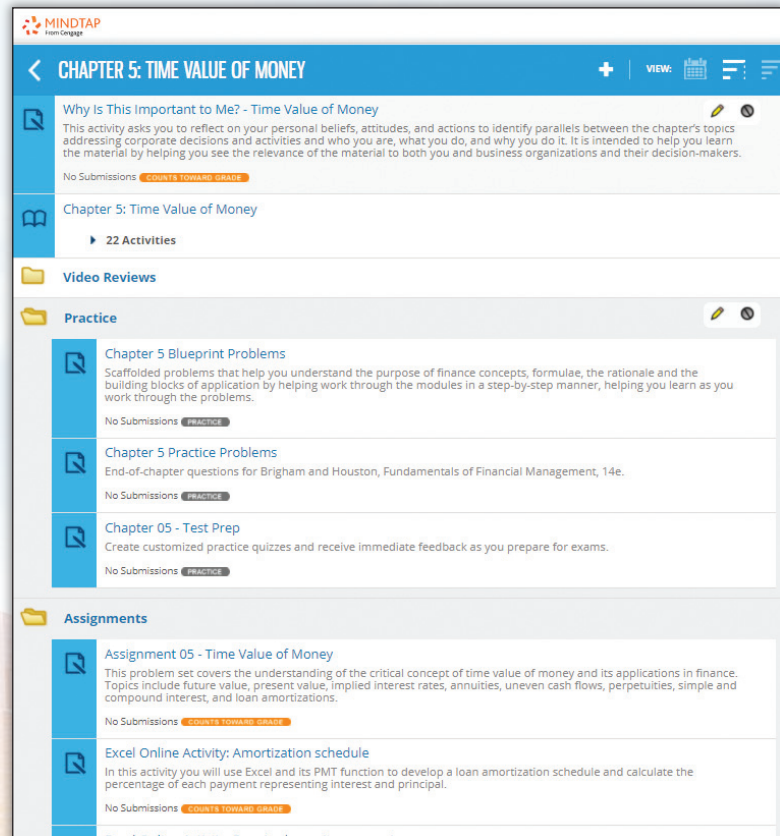 MINDTAP
From Cengage
CHAPTER 5: TIME VALUE OF MONEY
VIEW:
Why Is This Important to Me? - Time Value of Money
This activity asks you to reflect on your personal beliefs, attitudes, and actions to identify parallels between the chapter's topics
addressing corporate decisions and activities and who you are, what you do, and why you do it. It is intended to help you learn
the material by helping you see the relevance of the material to both you and business organizations and their decision-makers.
No Submissions COUNTS TOWARD GRADE
Chapter 5: Time Value of Money
22 Activities
Video Reviews
Practice
Chapter 5 Blueprint Problems
Scaffolded problems that help you understand the purpose of finance concepts, formulae, the rationale and the
building blocks of application by helping work through the modules in a step-by-step manner, helping you learn as you
work through the problems.
No Submissions PRACTICE
Chapter 5 Practice Problems
End-of-chapter questions for Brigham and Houston, Fundamentals of Financial Management, 14e.
No Submissions PRACTICE
Chapter 05 - Test Prep
Create customized practice quizzes and receive immediate feedback as you prepare for exams.
No Submissions PRACTICE
Assignments
Assignment 05 - Time Value of Money
This problem set covers the understanding of the critical concept of time value of money and its applications in finance.
Topics include future value, present value, implied interest rates, annuities, uneven cash flows, perpetuities, simple and
compound interest, and loan amortizations.
No Submissions COUNTS TOWARD GRADE
Excel Online Activity: Amortization schedule
In this activity you will use Excel and its PMT function to develop a loan amortization schedule and calculate the
percentage of each payment representing interest and principal.
No Submissions COUNTS TOWARD GRADE